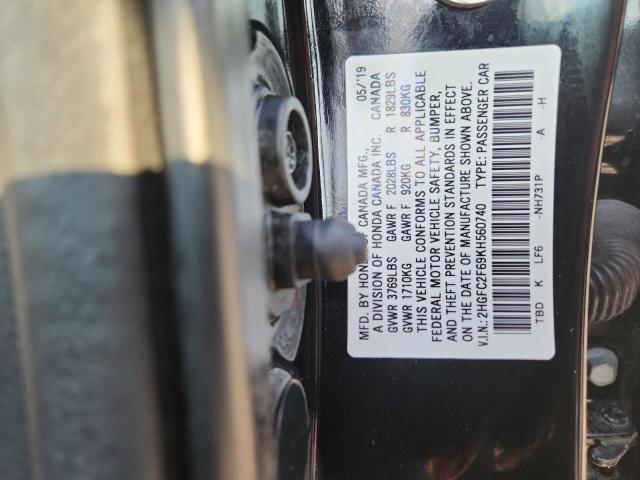 MFD. BY HONDA OF CANADA MFG., 05/'19
A DIVISION OF HONDA CANADA INC. CANADA
GVWR 3769LBS GAWR F 2028LBS R 1829LBS
GVWR 1710KG GAWR F 920KG R 830KG
THIS VEHICLE CONFORMS TO ALL APPLICABLE
FEDERAL MOTOR VEHICLE SAFETY, BUMPER,
AND THEFT PREVENTION STANDARDS IN EFFECT
ON THE DATE OF MANUFACTURE SHOWN ABOVE.
V.I.N.: 2HGFC2F69KH560740 TYPE: PASSENGER CAR
TBD K LF6 -NH731P -A -H